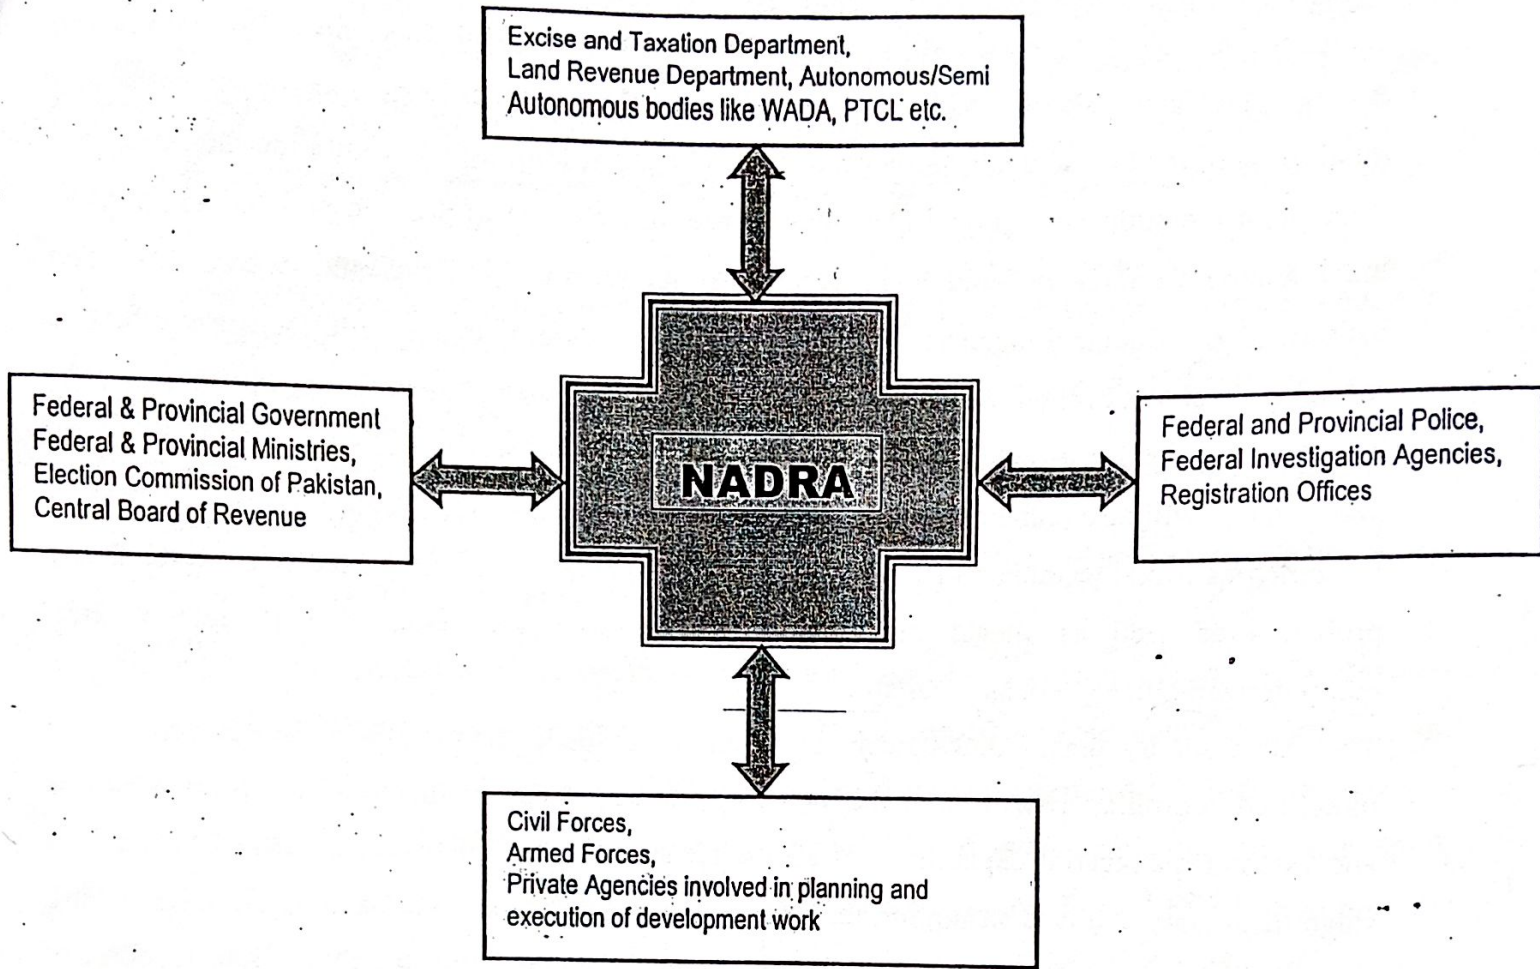 Excise and Taxation Department,
Land Revenue Department, Autonomous/Semi
Autonomous bodies like WADA, PTCL etc.
Federal & Provincial Government
Federal & Provincial Ministries,
Election Commission of Pakistan,
Central Board of Revenue
NADRA
Federal and Provincial Police,
Federal Investigation Agencies,
Registration Offices
Civil Forces,
Armed Forces,
Private Agencies involved in planning and
execution of development work